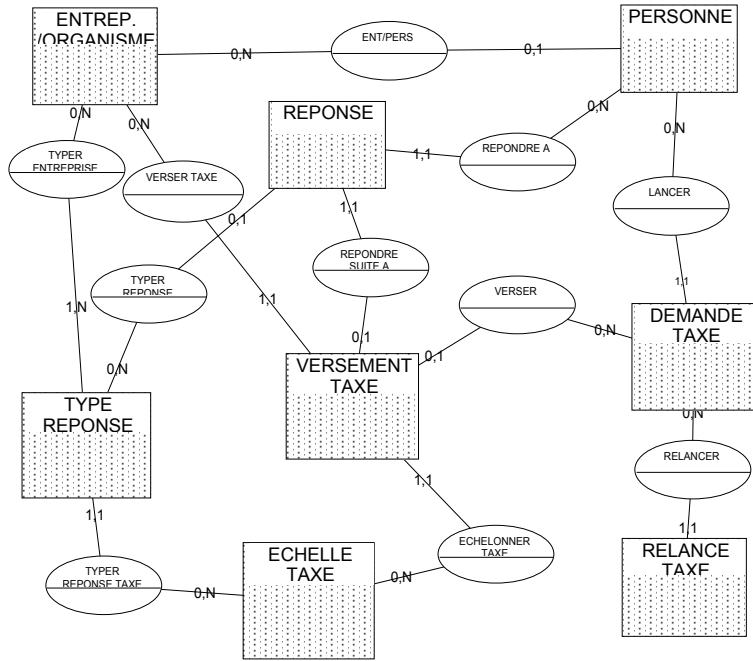 ENTREP.
/ORGANISME
PERSONNE
0,N
ENT/PERS
0,1
0,N
0,N
REPONSE
0,N
0,N
TYPER
ENTREPRISE
VERSER TAXE
1,1
REPONDRE A
LANCER
0,1
1,1
REPONDRE
SUITE A
TYPER
REPONSE
1,1
VERSER
1,1
1,N
0,1
0,N
DEMANDE
TAXE
0,N
0,1
VERSEMENT
TAXE
TYPE
REPONSE
0,N
RELANCER
1,1
1,1
1,1
ECHELONNER
TAXE
ECHELLE
TAXE
RELANCE
TAXE
TYPER
REPONSE TAXE
0,N
0,N